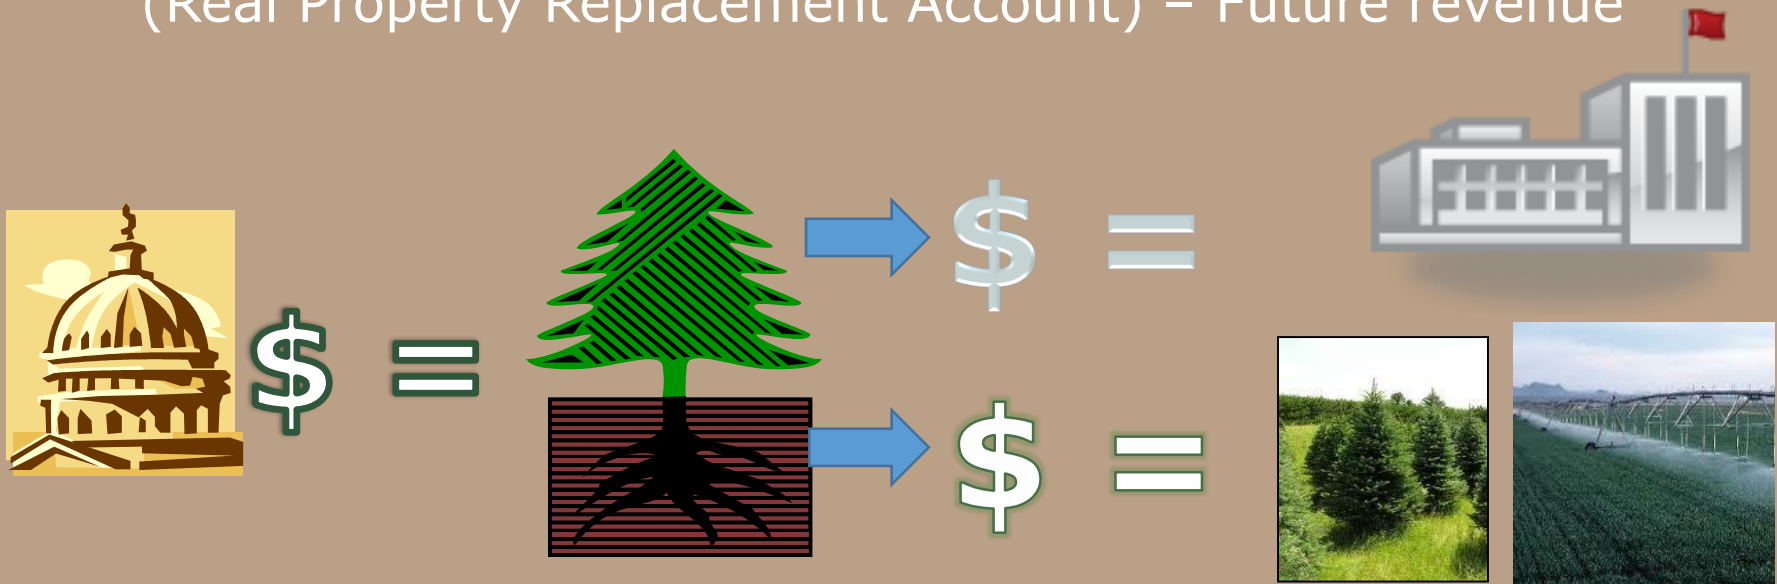 (Real Property Replacement Account) – Future revenue
$ =
$ =
$ =